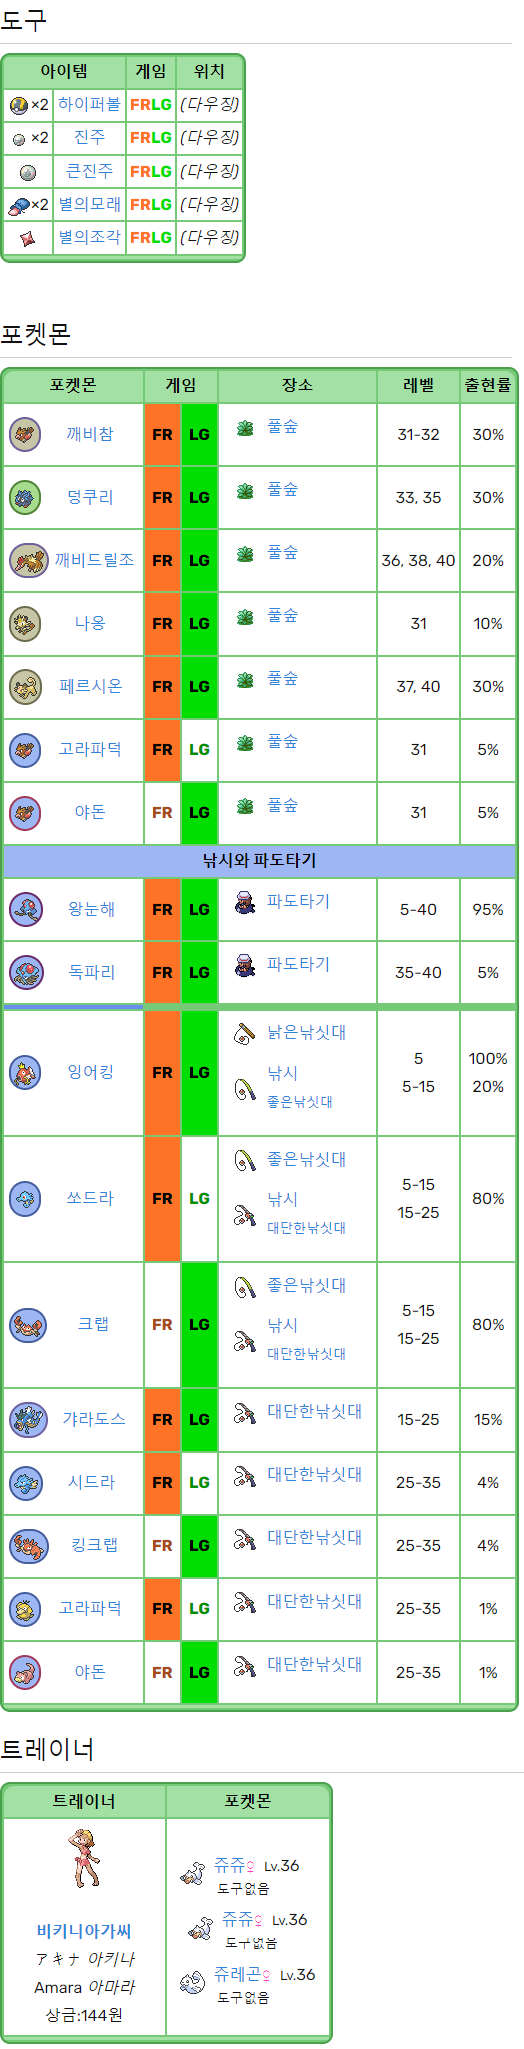 도구
아이템 게임 위치
×2 하이퍼볼 FRLG (다우징)
×2 진주 FRLG (다우징)
큰진주 FRLG (다우징)
×2 별의모래 FRLG (다우징)
별의조각 FRLG (다우징)
포켓몬
포켓몬 게임 장소 레벨 출현률
깨비참 FR LG 풀숲 31-32 30%
덩쿠리 FR LG 풀숲 33, 35 30%
깨비드릴조 FR LG 풀숲 36, 38, 40 20%
나옹 FR LG 풀숲 31 10%
페르시온 FR LG 풀숲 37, 40 30%
고라파덕 FR LG 풀숲 31 5%
야돈 FR LG 풀숲 31 5%
낚시와 파도타기
왕눈해 FR LG 파도타기 5-40 95%
독파리 FR LG 파도타기 35-40 5%
잉어킹 FR LG
낡은낚싯대
낚시
좋은낚싯대
5
5-15
100%
20%
쏘드라 FR LG
좋은낚싯대
낚시
대단한낚싯대
5-15
15-25
80%
크랩 FR LG
좋은낚싯대
낚시
대단한낚싯대
5-15
15-25
80%
갸라도스 FR LG 대단한낚싯대 15-25 15%
시드라 FR LG 대단한낚싯대 25-35 4%
킹크랩 FR LG 대단한낚싯대 25-35 4%
고라파덕 FR LG 대단한낚싯대 25-35 1%
야돈 FR LG 대단한낚싯대 25-35 1%
트레이너
트레이너 포켓몬
비키니아가씨
アキナ 아키나
Amara 아마라
상금:144원
쥬쥬♀ Lv.36
도구없음
쥬쥬♀ Lv.36
도구없음
쥬레곤♀ Lv.36
도구없음